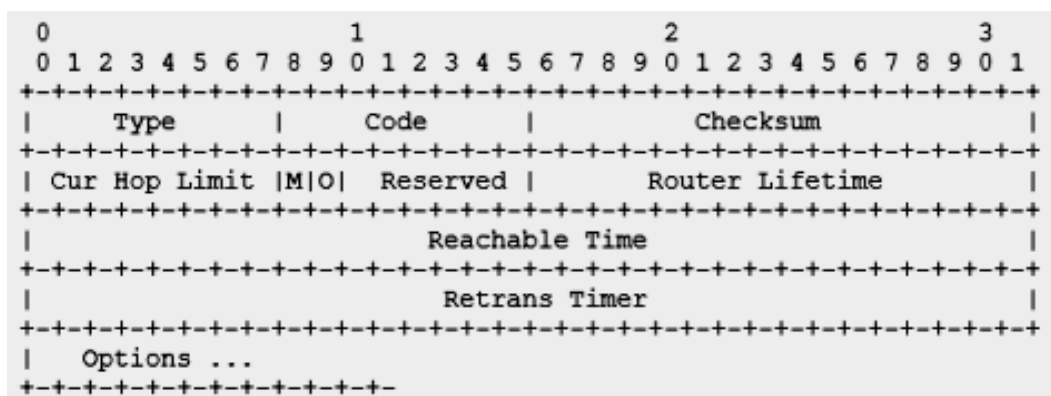 0                   1                   2                   3
 0 1 2 3 4 5 6 7 8 9 0 1 2 3 4 5 6 7 8 9 0 1 2 3 4 5 6 7 8 9 0 1
+-+-+-+-+-+-+-+-+-+-+-+-+-+-+-+-+-+-+-+-+-+-+-+-+-+-+-+-+-+-+-+-+
|     Type      |     Code      |          Checksum             |
+-+-+-+-+-+-+-+-+-+-+-+-+-+-+-+-+-+-+-+-+-+-+-+-+-+-+-+-+-+-+-+-+
| Cur Hop Limit |M|O|  Reserved |       Router Lifetime         |
+-+-+-+-+-+-+-+-+-+-+-+-+-+-+-+-+-+-+-+-+-+-+-+-+-+-+-+-+-+-+-+-+
|                         Reachable Time                        |
+-+-+-+-+-+-+-+-+-+-+-+-+-+-+-+-+-+-+-+-+-+-+-+-+-+-+-+-+-+-+-+-+
|                          Retrans Timer                        |
+-+-+-+-+-+-+-+-+-+-+-+-+-+-+-+-+-+-+-+-+-+-+-+-+-+-+-+-+-+-+-+-+
|   Options ...
+-+-+-+-+-+-+-+-+-+-+-+-